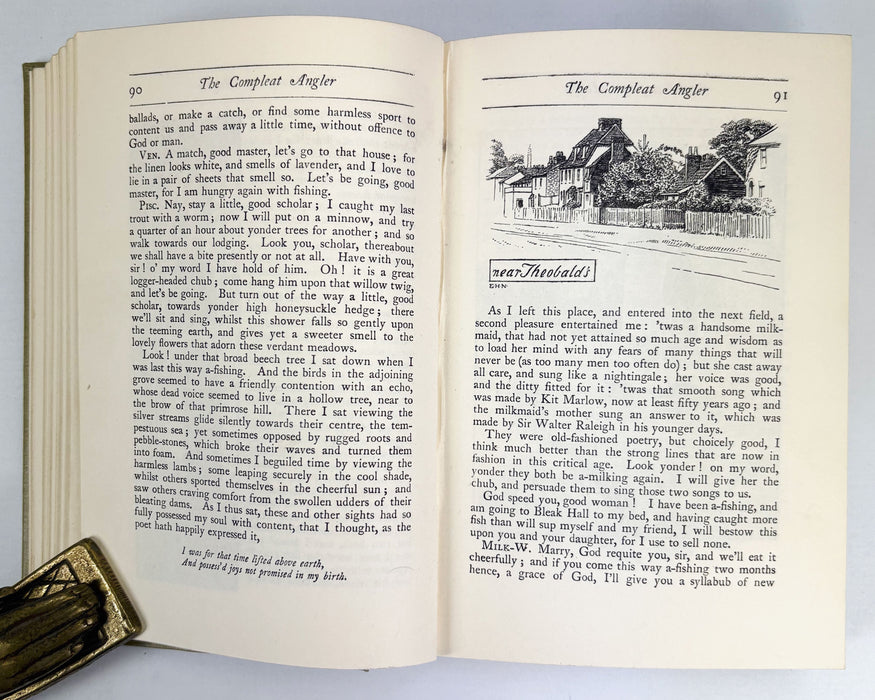 90 The Compleat Angler
ballads, or make a catch, or find some harmless sport to
content us and pass away a little time, without offence to
God or man.
VEN. A match, good master, let's go to that house; for
the linen looks white, and smells of lavender, and I love to
lie in a pair of sheets that smell so. Let's be going, good
master, for I am hungry again with fishing.
PISC. Nay, stay a little, good scholar; I caught my last
trout with a worm; now I will put on a minnow, and try
a quarter of an hour about yonder trees for another; and so
walk towards our lodging. Look you, scholar, thereabout
we shall have a bite presently or not at all. Have with you,
sir! o' my word I have hold of him. Oh! it is a great
logger-headed chub; come hang him upon that willow twig,
and let's be going. But turn out of the way a little, good
scholar, towards yonder high honeysuckle hedge; there
we'll sit and sing, whilst this shower falls so gently upon
the teeming earth, and gives yet a sweeter smell to the
lovely flowers that adorn these verdant meadows.
Look! under that broad beech tree I sat down when I
was last this way a-fishing. And the birds in the adjoining
grove seemed to have a friendly contention with an echo,
whose dead voice seemed to live in a hollow tree, near to
the brow of that primrose hill. There I sat viewing the
silver streams glide silently towards their centre, the tem-
pestuous sea; yet sometimes opposed by rugged roots and
pebble-stones, which broke their waves and turned them
into foam. And sometimes I beguiled time by viewing the
harmless lambs; some leaping securely in the cool shade,
whilst others sported themselves in the cheerful sun; and
saw others craving comfort from the swollen udders of their
bleating dams. As I thus sat, these and other sights had so
fully possessed my soul with content, that I thought, as the
poet hath happily expressed it,
I was for that time lifted above earth,
And possess'd joys not promised in my birth.
The Compleat Angler 91
near Theobald's
E.H.N.
As I left this place, and entered into the next field, a
second pleasure entertained me: 'twas a handsome milk-
maid, that had not yet attained so much age and wisdom as
to load her mind with any fears of many things that will
never be (as too many men too often do); but she cast away
all care, and sung like a nightingale; her voice was good,
and the ditty fitted for it: 'twas that smooth song which
was made by Kit Marlow, now at least fifty years ago; and
the milkmaid's mother sung an answer to it, which was
made by Sir Walter Raleigh in his younger days.
They were old-fashioned poetry, but choicely good, I
think much better than the strong lines that are now in
fashion in this critical age. Look yonder! on my word,
yonder they both be a-milking again. I will give her the
chub, and persuade them to sing those two songs to us.
God speed you, good woman! I have been a-fishing, and
am going to Bleak Hall to my bed, and having caught more
fish than will sup myself and my friend, I will bestow this
upon you and your daughter, for I use to sell none.
MILK-W. Marry, God requite you, sir, and we'll eat it
cheerfully; and if you come this way a-fishing two months
hence, a grace of God, I'll give you a syllabub of new